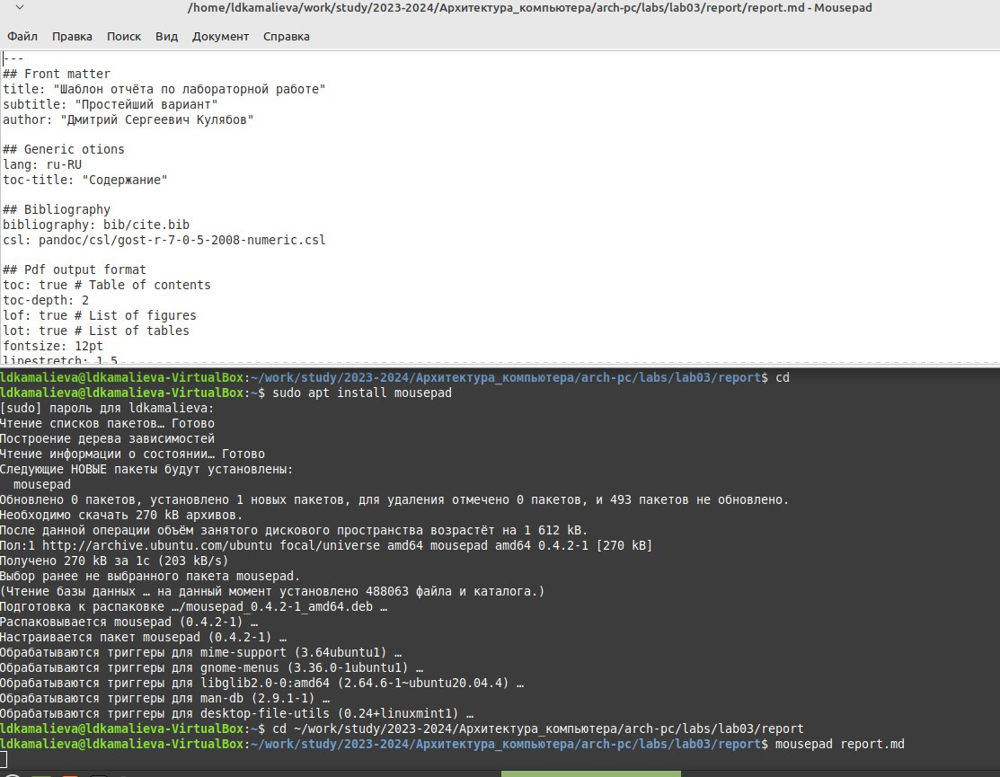 /home/ldkamalieva/work/study/2023-2024/Архитектура_компьютера/arch-pc/labs/lab03/report/report.md - Mousepad
Файл Правка Поиск Вид Документ Справка
---
## Front matter
title: "Шаблон отчёта по лабораторной работе"
subtitle: "Простейший вариант"
author: "Дмитрий Сергеевич Кулябов"
## Generic otions
lang: ru-RU
toc-title: "Содержание"
## Bibliography
bibliography: bib/cite.bib
csl: pandoc/csl/gost-r-7-0-5-2008-numeric.csl
## Pdf output format
toc: true # Table of contents
toc-depth: 2
lof: true # List of figures
lot: true # List of tables
fontsize: 12pt
linestretch: 1.5
ldkamalieva@ldkamalieva-VirtualBox:~/work/study/2023-2024/Архитектура_компьютера/arch-pc/labs/lab03/report$ cd
ldkamalieva@ldkamalieva-VirtualBox:~$ sudo apt install mousepad
[sudo] пароль для ldkamalieva:
Чтение списков пакетов… Готово
Построение дерева зависимостей
Чтение информации о состоянии… Готово
Следующие НОВЫЕ пакеты будут установлены:
mousepad
Обновлено 0 пакетов, установлено 1 новых пакетов, для удаления отмечено 0 пакетов, и 493 пакетов не обновлено.
Необходимо скачать 270 kB архивов.
После данной операции объём занятого дискового пространства возрастёт на 1 612 kB.
Пол:1 http://archive.ubuntu.com/ubuntu focal/universe amd64 mousepad amd64 0.4.2-1 [270 kB]
Получено 270 kB за 1с (203 kB/s)
Выбор ранее не выбранного пакета mousepad.
(Чтение базы данных … на данный момент установлено 488063 файла и каталога.)
Подготовка к распаковке …/mousepad_0.4.2-1_amd64.deb …
Распаковывается mousepad (0.4.2-1) …
Настраивается пакет mousepad (0.4.2-1) …
Обрабатываются триггеры для mime-support (3.64ubuntu1) …
Обрабатываются триггеры для gnome-menus (3.36.0-1ubuntu1) …
Обрабатываются триггеры для libglib2.0-0:amd64 (2.64.6-1~ubuntu20.04.4) …
Обрабатываются триггеры для man-db (2.9.1-1) …
Обрабатываются триггеры для desktop-file-utils (0.24+linuxmint1) …
ldkamalieva@ldkamalieva-VirtualBox:~$ cd ~/work/study/2023-2024/Архитектура_компьютера/arch-pc/labs/lab03/report
ldkamalieva@ldkamalieva-VirtualBox:~/work/study/2023-2024/Архитектура_компьютера/arch-pc/labs/lab03/report$ mousepad report.md